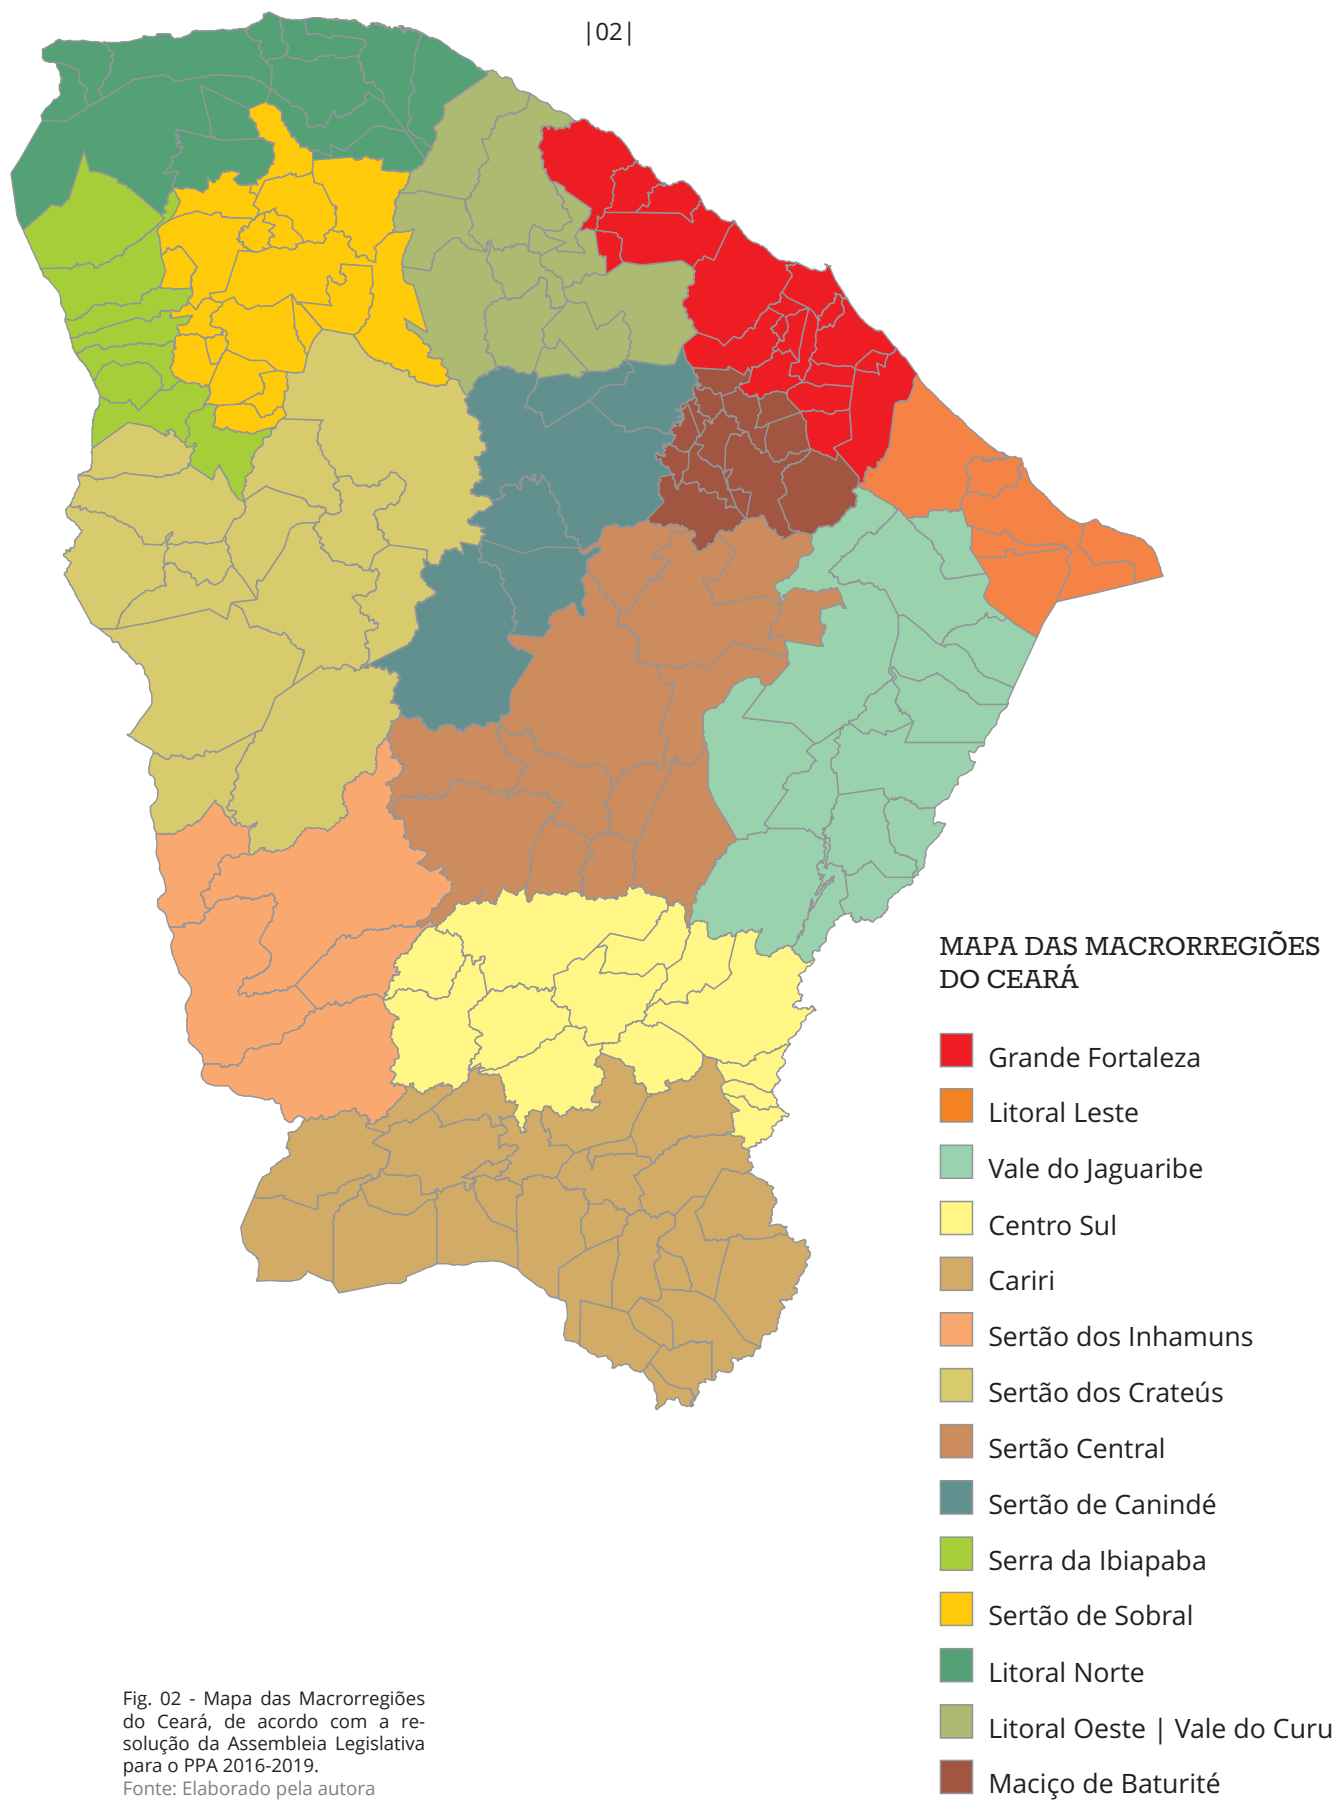 |02|
MAPA DAS MACRORREGIÕES
DO CEARÁ
Grande Fortaleza
Litoral Leste
Vale do Jaguaribe
Centro Sul
Cariri
Sertão dos Inhamuns
Sertão dos Crateús
Sertão Central
Sertão de Canindé
Serra da Ibiapaba
Sertão de Sobral
Litoral Norte
Litoral Oeste | Vale do Curu
Maciço de Baturité
Fig. 02 - Mapa das Macrorregiões
do Ceará, de acordo com a re-
solução da Assembleia Legislativa
para o PPA 2016-2019.
Fonte: Elaborado pela autora